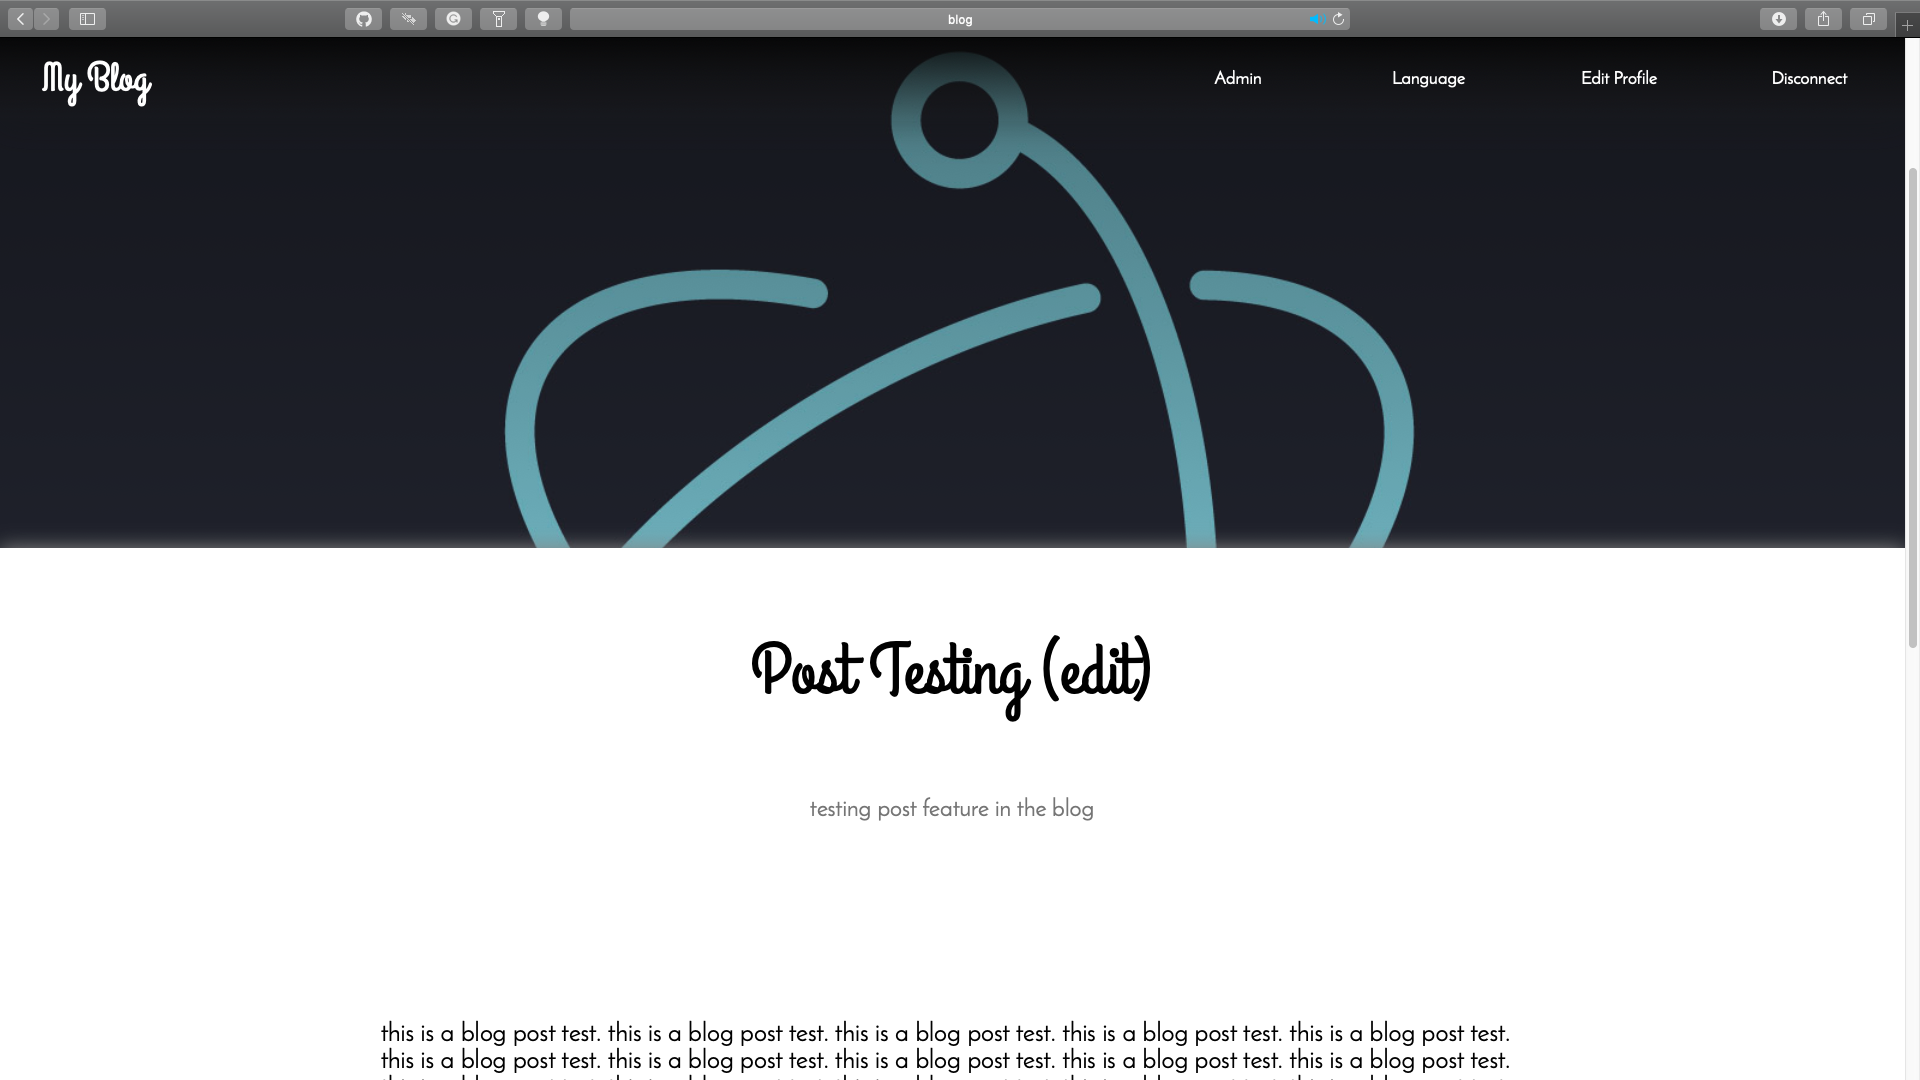 blog
My Blog
Admin
Language
Edit Profile
Disconnect
Post Testing (edit)
testing post feature in the blog
this is a blog post test. this is a blog post test. this is a blog post test. this is a blog post test. this is a blog post test.
this is a blog post test. this is a blog post test. this is a blog post test. this is a blog post test. this is a blog post test.